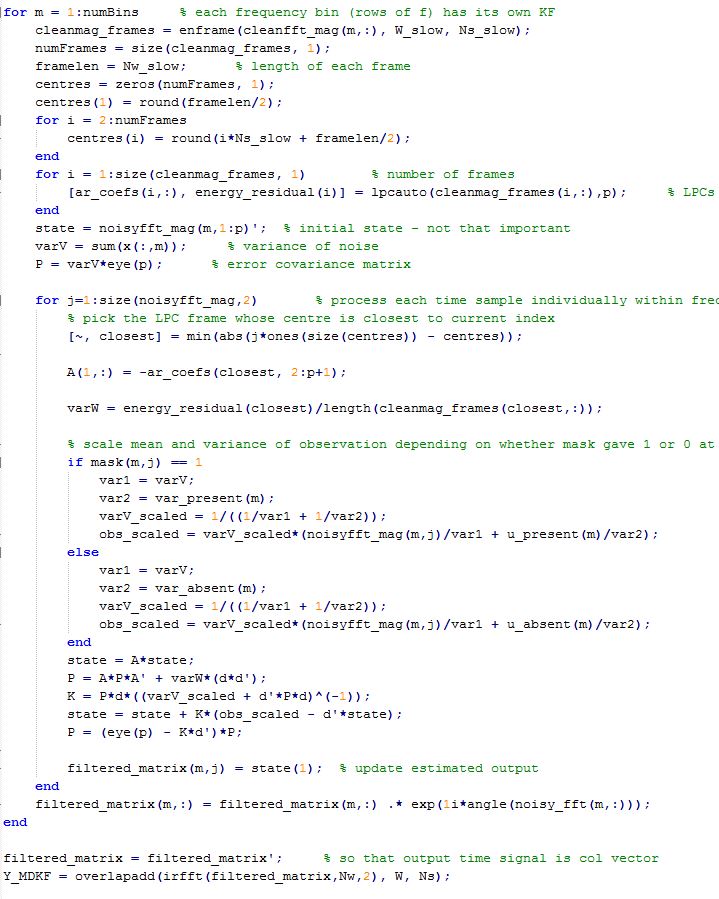 for m = 1:numBins     % each frequency bin (rows of f) has its own KF
    cleanmag_frames = enframe(cleanfft_mag(m,:), W_slow, Ns_slow);
    numFrames = size(cleanmag_frames, 1);
    framelen = Nw_slow;      % length of each frame
    centres = zeros(numFrames, 1);
    centres(1) = round(framelen/2);
    for i = 2:numFrames
        centres(i) = round(i*Ns_slow + framelen/2);
    end
    for i = 1:size(cleanmag_frames, 1)        % number of frames
        [ar_coefs(i,:), energy_residual(i)] = lpcauto(cleanmag_frames(i,:),p);     % LPCs
    end
    state = noisyfft_mag(m,1:p)';  % initial state - not that important
    varV = sum(x(:,m));     % variance of noise
    P = varV*eye(p);      % error covariance matrix
    for j=1:size(noisyfft_mag,2)       % process each time sample individually within
        % pick the LPC frame whose centre is closest to current index
        [~, closest] = min(abs(j*ones(size(centres)) - centres));
        A(1,:) = -ar_coefs(closest, 2:p+1);
        varW = energy_residual(closest)/length(cleanmag_frames(closest,:));
        % scale mean and variance of observation depending on whether mask gave 1 or 0 at
        if mask(m,j) == 1
            var1 = varV;
            var2 = var_present(m);
            varV_scaled = 1/((1/var1 + 1/var2));
            obs_scaled = varV_scaled*(noisyfft_mag(m,j)/var1 + u_present(m)/var2);
        else
            var1 = varV;
            var2 = var_absent(m);
            varV_scaled = 1/((1/var1 + 1/var2));
            obs_scaled = varV_scaled*(noisyfft_mag(m,j)/var1 + u_absent(m)/var2);
        end
        state = A*state;
        P = A*P*A' + varW*(d*d');
        K = P*d*((varV_scaled + d'*P*d)^(-1));
        state = state + K*(obs_scaled - d'*state);
        P = (eye(p) - K*d')*P;
        filtered_matrix(m,j) = state(1);  % update estimated output
    end
    filtered_matrix(m,:) = filtered_matrix(m,:) .* exp(1i*angle(noisy_fft(m,:)));
end
filtered_matrix = filtered_matrix';     % so that output time signal is col vector
Y_MDKF = overlapadd(irfft(filtered_matrix,Nw,2), W, Ns);